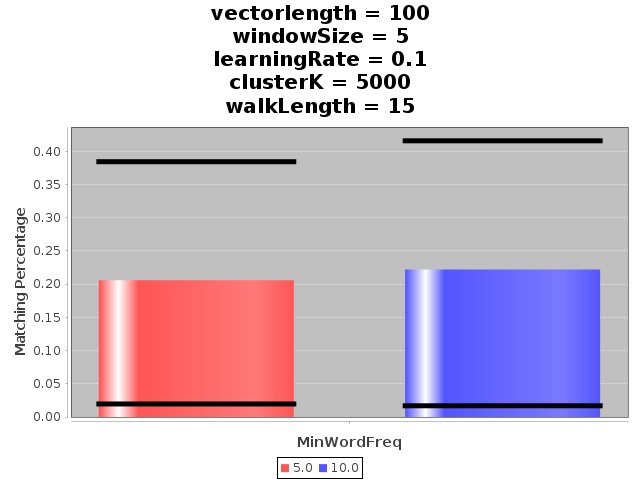 vectorlength = 100
windowSize = 5
learningRate = 0.1
clusterK = 5000
walkLength = 15
Matching Percentage
0.40
0.35
0.30
0.25
0.20
0.15
0.10
0.05
0.00
MinWordFreq
5.0 10.0